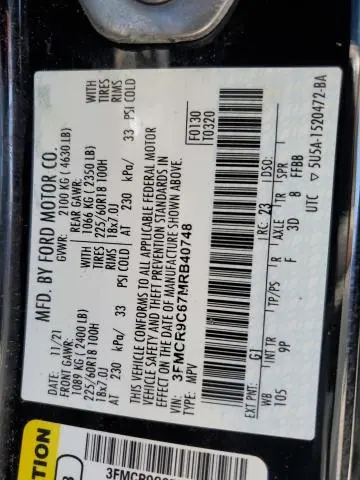 MFD. BY FORD MOTOR CO.
11/21
GVWR: 2100 KG ( 4630 LB)
FRONT GAWR:
1089 KG ( 2400 LB)
REAR GAWR:
1066 KG ( 2350 LB)
WITH
TIRES
RIMS
225/60R18 100H
18x7.0J
AT 230 kPa/ 33 PSI COLD
225/60R18 100H
18x7.0J
AT 230 kPa/ 33 PSI COLD
WITH
TIRES
RIMS
THIS VEHICLE CONFORMS TO ALL APPLICABLE FEDERAL MOTOR
VEHICLE SAFETY AND THEFT PREVENTION STANDARDS IN
EFFECT ON THE DATE OF MANUFACTURE SHOWN ABOVE.
VIN: 3FMCR9C67MRB40748
TYPE: MPV
F0130
T0320
EXT PNT: G1
RC: 23
DSO:
WB
INT TR
TP/PS
R
AXLE
TR
SPR
105
9P
F
3D
8
FFBB
UTC
5U5A-1520472-BA
TION
3FMCR9C6